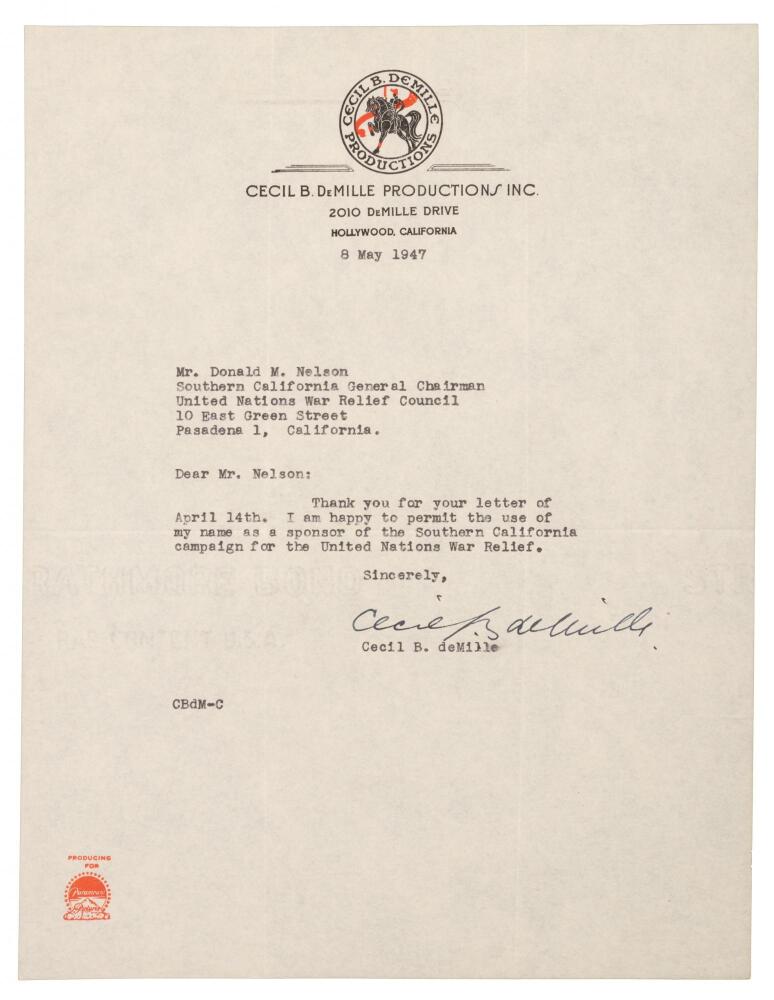 CECIL B. DEMILLE
PRODUCTIONS
CECIL B. DEMILLE PRODUCTIONS INC.
2010 DEMILLE DRIVE
HOLLYWOOD, CALIFORNIA
8 May 1947
Mr. Donald M. Nelson
Southern California General Chairman
United Nations War Relief Council
10 East Green Street
Pasadena 1, California.
Dear Mr. Nelson:
Thank you for your letter of
April 14th. I am happy to permit the use of
my name as a sponsor of the Southern California
campaign for the United Nations War Relief.
Sincerely,
Cecil B deMille
Cecil B. deMille
CBdM-C
PRODUCING
FOR
Paramount
Pictures